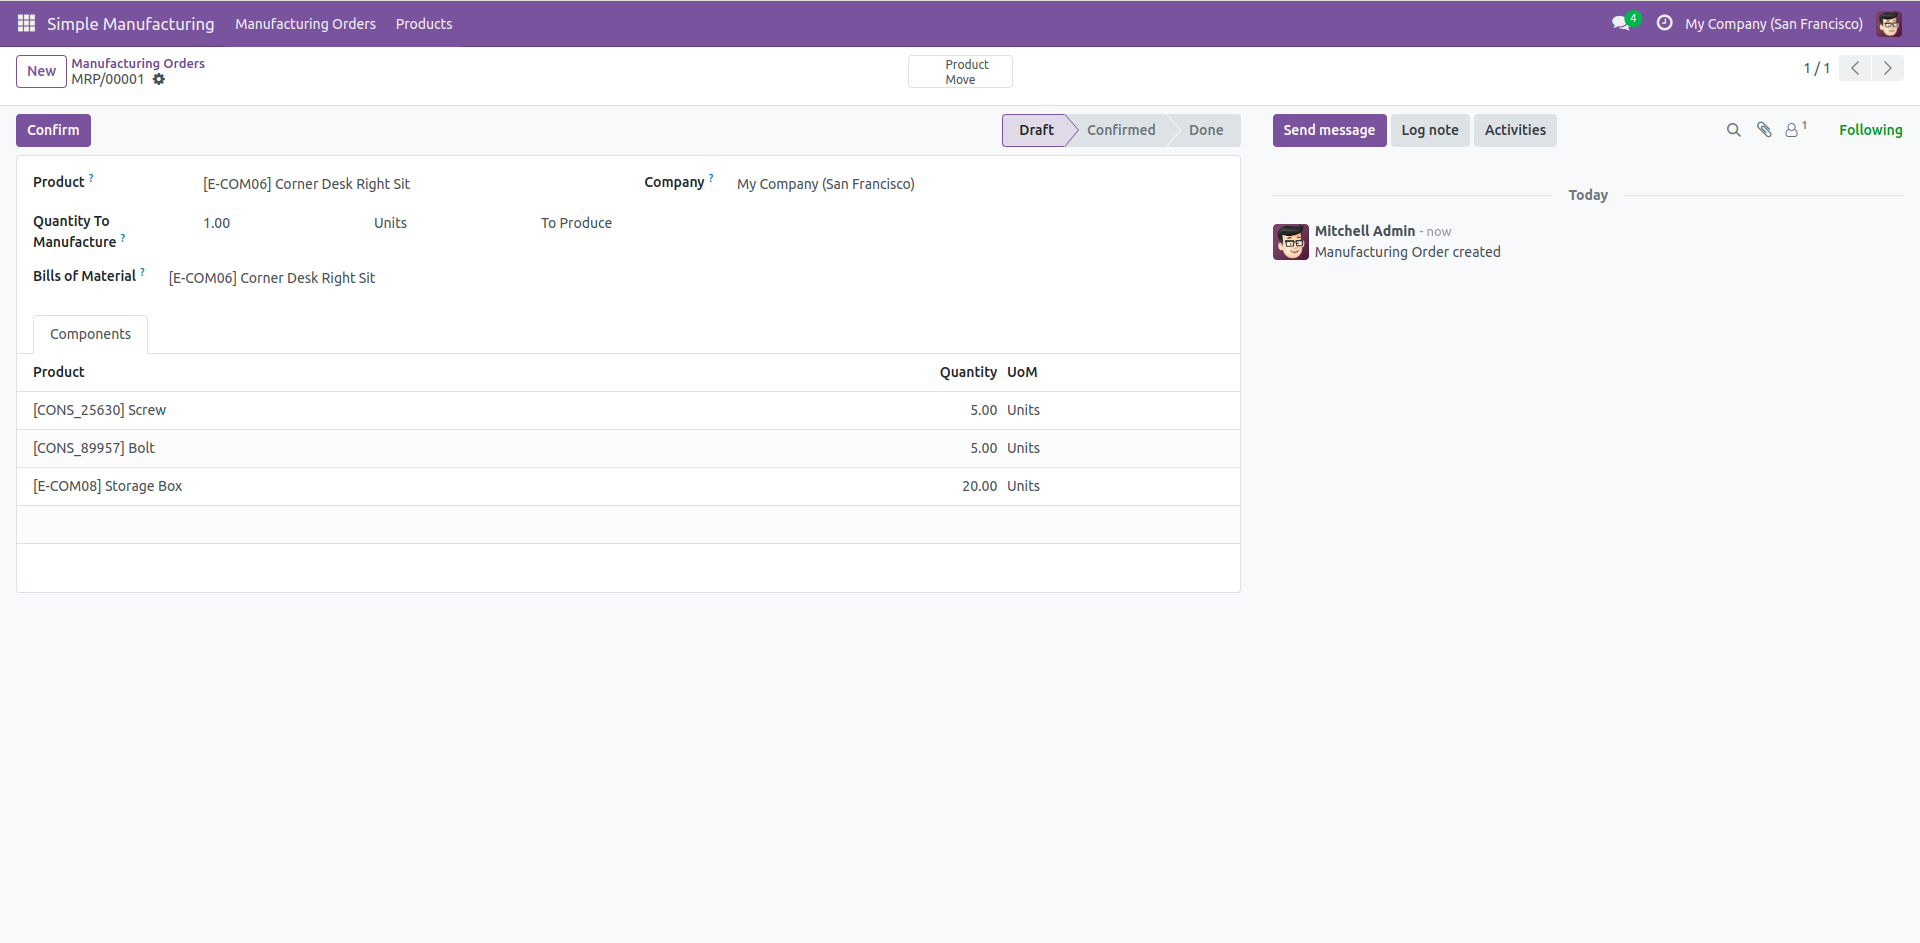 Simple Manufacturing Manufacturing Orders Products 4 My Company (San Francisco)
New Manufacturing Orders
MRP/00001
Product
Move
1 / 1
Confirm Draft Confirmed Done Send message Log note Activities 1 Following
Product ? [E-COM06] Corner Desk Right Sit Company ? My Company (San Francisco)
Quantity To
Manufacture ? 1.00 Units To Produce
Bills of Material ? [E-COM06] Corner Desk Right Sit
Components
Product Quantity UoM
[CONS_25630] Screw 5.00 Units
[CONS_89957] Bolt 5.00 Units
[E-COM08] Storage Box 20.00 Units
Today
Mitchell Admin - now
Manufacturing Order created